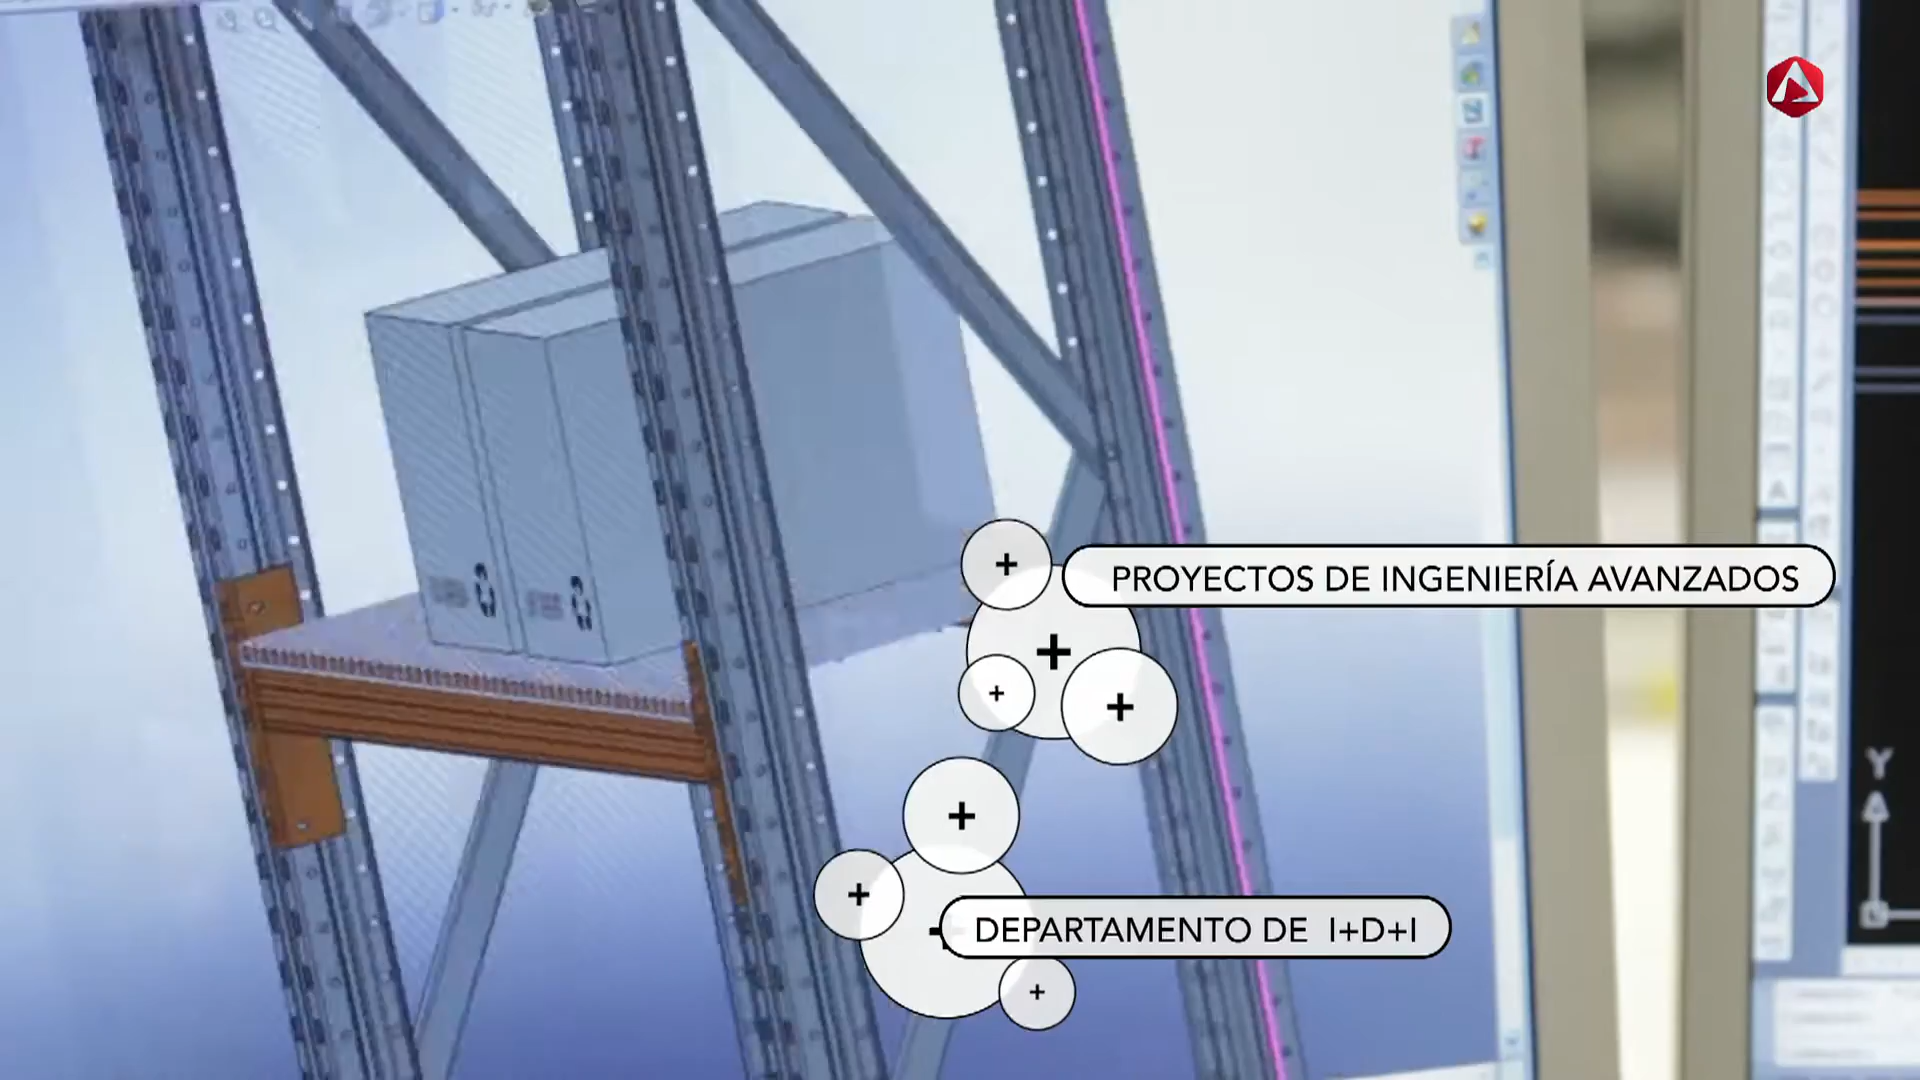 PROYECTOS DE INGENIERÍA AVANZADOS
DEPARTAMENTO DE I+D+I
Y